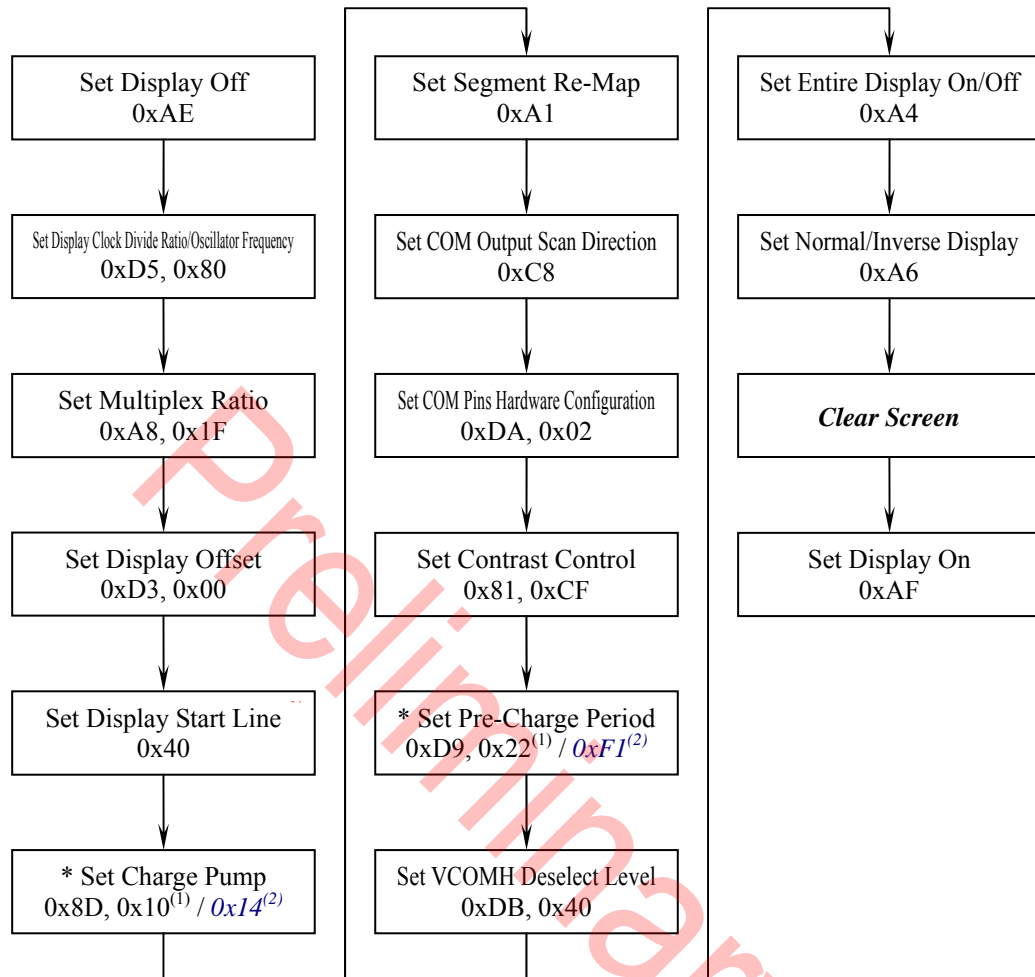 Set Display Off
0xAE
Set Display Clock Divide Ratio/Oscillator Frequency
0xD5, 0x80
Set Multiplex Ratio
0xA8, 0x1F
Set Display Offset
0xD3, 0x00
Set Display Start Line
0x40
* Set Charge Pump
0x8D, 0x10(1) / 0x14(2)
Set Segment Re-Map
0xA1
Set COM Output Scan Direction
0xC8
Set COM Pins Hardware Configuration
0xDA, 0x02
Set Contrast Control
0x81, 0xCF
* Set Pre-Charge Period
0xD9, 0x22(1) / 0xF1(2)
Set VCOMH Deselect Level
0xDB, 0x40
Set Entire Display On/Off
0xA4
Set Normal/Inverse Display
0xA6
Clear Screen
Set Display On
0xAF
Preliminary